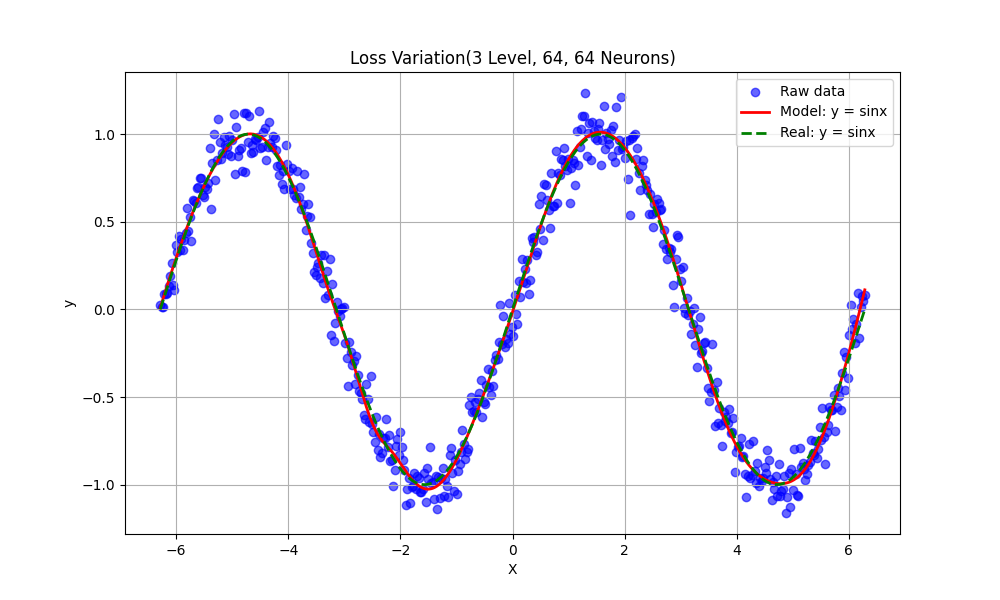 Loss Variation(3 Level, 64, 64 Neurons)
Raw data
Model: y = sinx
Real: y = sinx
1.0
0.5
0.0
−0.5
−1.0
y
−6 −4 −2 0 2 4 6
X